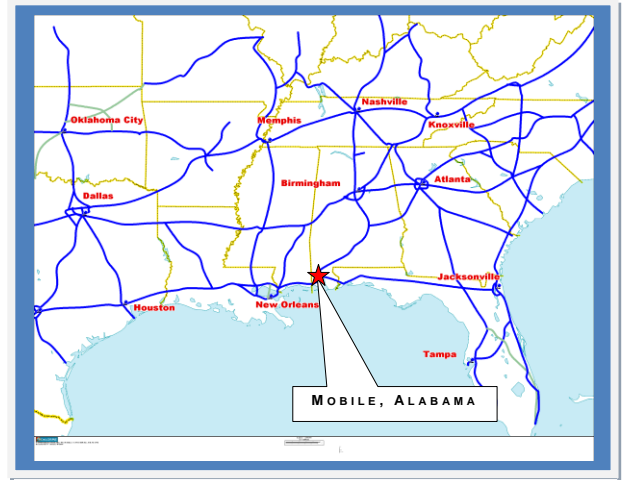 Nashville
Oklahoma City
Memphis
Knoxville
Birmingham
Atlanta
Dallas
Jacksonville
Houston
New Orleans
Tampa
MOBILE, ALABAMA